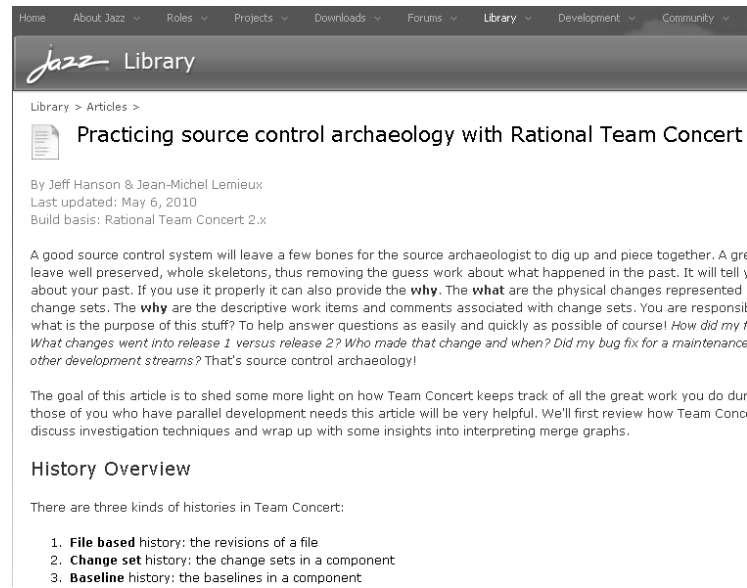 Home About Jazz Roles Projects Downloads Forums Library Development Community
jazz Library
Library > Articles >
Practicing source control archaeology with Rational Team Concert
By Jeff Hanson & Jean-Michel Lemieux
Last updated: May 6, 2010
Build basis: Rational Team Concert 2.x
A good source control system will leave a few bones for the source archaeologist to dig up and piece together. A gre
leave well preserved, whole skeletons, thus removing the guess work about what happened in the past. It will tell y
about your past. If you use it properly it can also provide the why. The what are the physical changes represented
change sets. The why are the descriptive work items and comments associated with change sets. You are responsib
what is the purpose of this stuff? To help answer questions as easily and quickly as possible of course! How did my f
What changes went into release 1 versus release 2? Who made that change and when? Did my bug fix for a maintenance
other development streams? That's source control archaeology!
The goal of this article is to shed some more light on how Team Concert keeps track of all the great work you do dur
those of you who have parallel development needs this article will be very helpful. We'll first review how Team Conc
discuss investigation techniques and wrap up with some insights into interpreting merge graphs.
History Overview
There are three kinds of histories in Team Concert:
1. File based history: the revisions of a file
2. Change set history: the change sets in a component
3. Baseline history: the baselines in a component